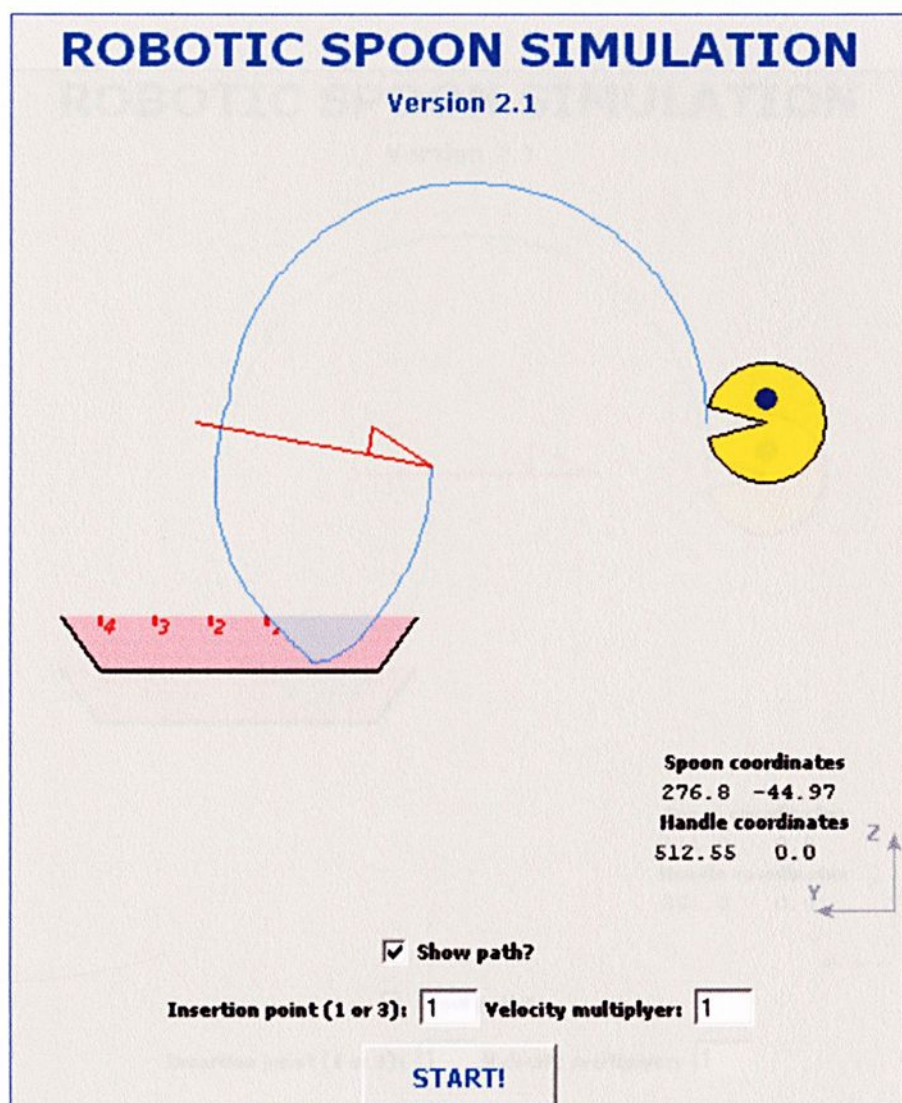 ROBOTIC SPOON SIMULATION
Version 2.1
4 3 2
Spoon coordinates
276.8 -44.97
Handle coordinates
512.55 0.0
Z
Y
Show path?
Insertion point (1 or 3): 1 Velocity multiplyer: 1
START!